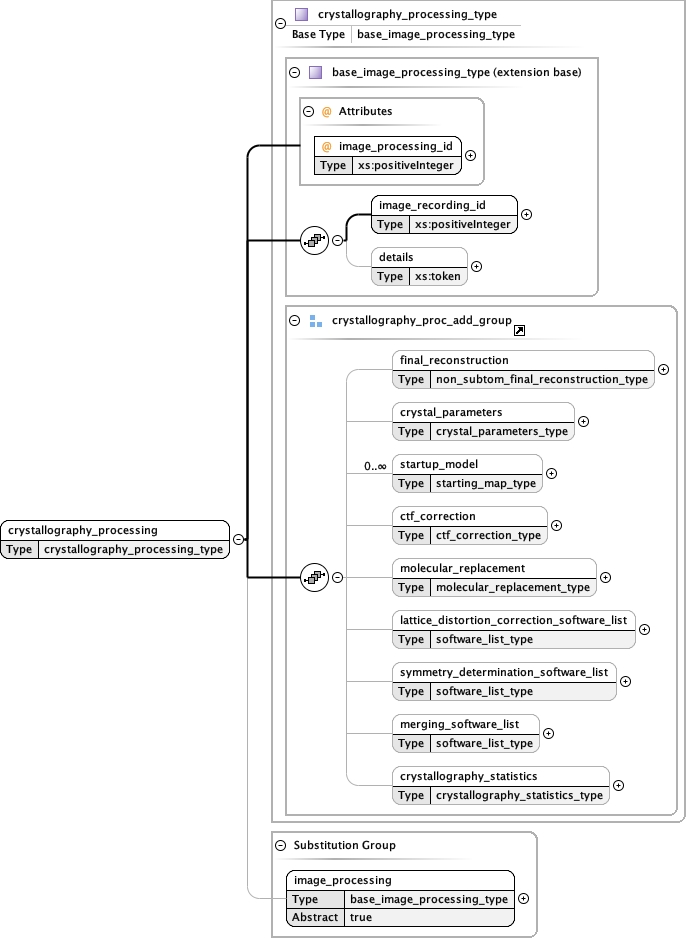 crystallography_processing_type
Base Type base_image_processing_type
base_image_processing_type (extension base)
@ Attributes
@ image_processing_id
Type xs:positiveInteger
image_recording_id
Type xs:positiveInteger
details
Type xs:token
crystallography_proc_add_group
final_reconstruction
Type non_subtom_final_reconstruction_type
crystal_parameters
Type crystal_parameters_type
0..∞
startup_model
Type starting_map_type
ctf_correction
Type ctf_correction_type
crystallography_processing
Type crystallography_processing_type
molecular_replacement
Type molecular_replacement_type
lattice_distortion_correction_software_list
Type software_list_type
symmetry_determination_software_list
Type software_list_type
merging_software_list
Type software_list_type
crystallography_statistics
Type crystallography_statistics_type
Substitution Group
image_processing
Type base_image_processing_type
Abstract true